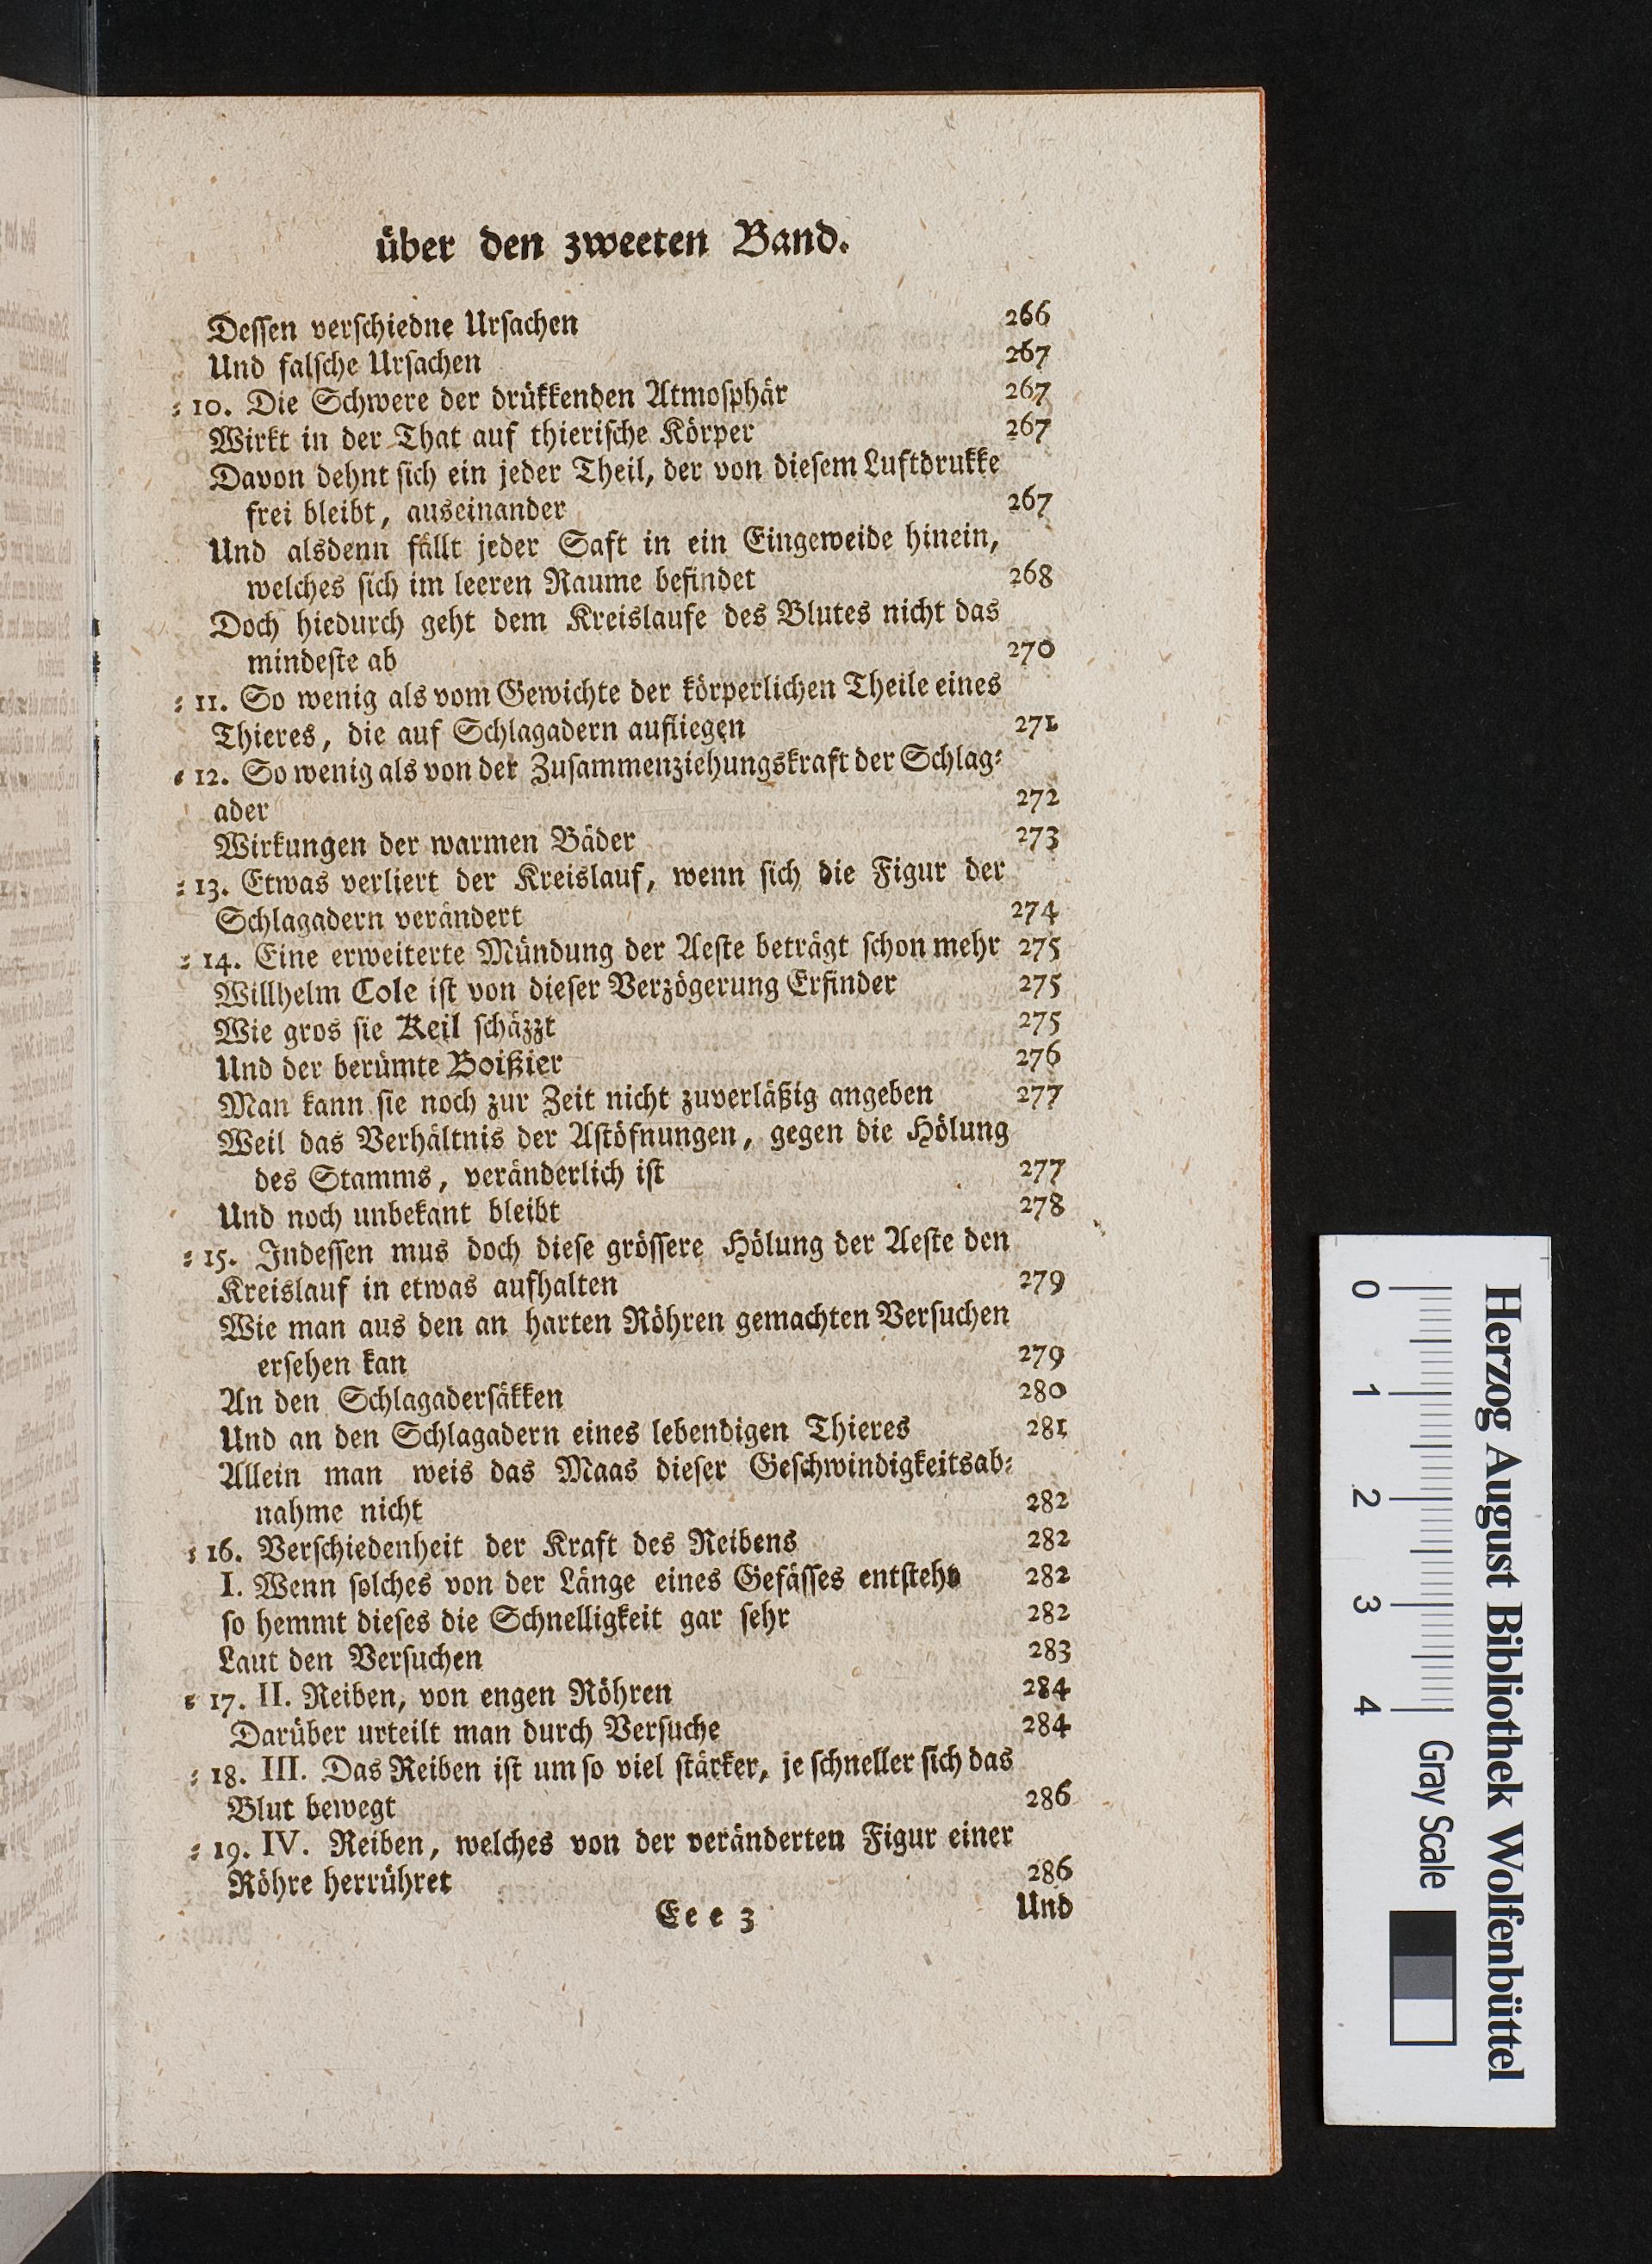 über den zweeten Band.
Dessen verschiedne Ursachen 266
Und falsche Ursachen 267
⸗ 10. Die Schwere der drükkenden Atmosphär 267
Wirkt in der That auf thierische Körper 267
Davon dehnt sich ein jeder Theil, der von diesem Luftdrukke
frei bleibt, auseinander 267
Und alsdenn fällt jeder Saft in ein Eingeweide hinein,
welches sich im leeren Raume befindet 268
Doch hiedurch geht dem Kreislaufe des Blutes nicht das
mindeste ab 270
⸗ 11. So wenig als vom Gewichte der körperlichen Theile eines
Thieres, die auf Schlagadern aufliegen 271
⸗ 12. So wenig als von der Zusammenziehungskraft der Schlag⸗
ader 272
Wirkungen der warmen Bäder 273
⸗ 13. Etwas verliert der Kreislauf, wenn sich die Figur der
Schlagadern verändert 274
⸗ 14. Eine erweiterte Mündung der Aeste beträgt schon mehr 275
Willhelm Cole ist von dieser Verzögerung Erfinder 275
Wie gros sie Keil schäzzt 275
Und der berümte Boißier 276
Man kann sie noch zur Zeit nicht zuverläßig angeben 277
Weil das Verhältnis der Astöfnungen, gegen die Hölung
des Stamms, veränderlich ist 277
Und noch unbekant bleibt 278
⸗ 15. Indessen mus doch diese grössere Hölung der Aeste den
Kreislauf in etwas aufhalten 279
Wie man aus den an harten Röhren gemachten Versuchen
ersehen kan 279
An den Schlagadersäkken 280
Und an den Schlagadern eines lebendigen Thieres 281
Allein man weis das Maas dieser Geschwindigkeitsab⸗
nahme nicht 282
⸗ 16. Verschiedenheit der Kraft des Reibens 282
I. Wenn solches von der Länge eines Gefässes entsteht 282
so hemmt dieses die Schnelligkeit gar sehr 282
Laut den Versuchen 283
⸗ 17. II. Reiben, von engen Röhren 284
Darüber urteilt man durch Versuche 284
⸗ 18. III. Das Reiben ist um so viel stärker, je schneller sich das
Blut bewegt 286
⸗ 19. IV. Reiben, welches von der veränderten Figur einer
Röhre herrühret 286
Eee 3 Und
Herzog August Bibliothek Wolfenbüttel
0 1 2 3 4 Gray Scale